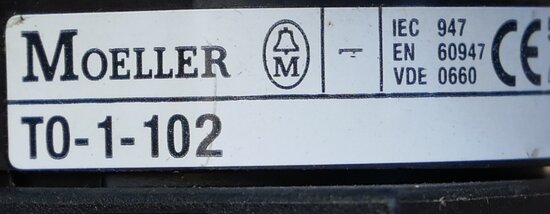 MOELLER
M
IEC 947
EN 60947
VDE 0660
CE
T0-1-102